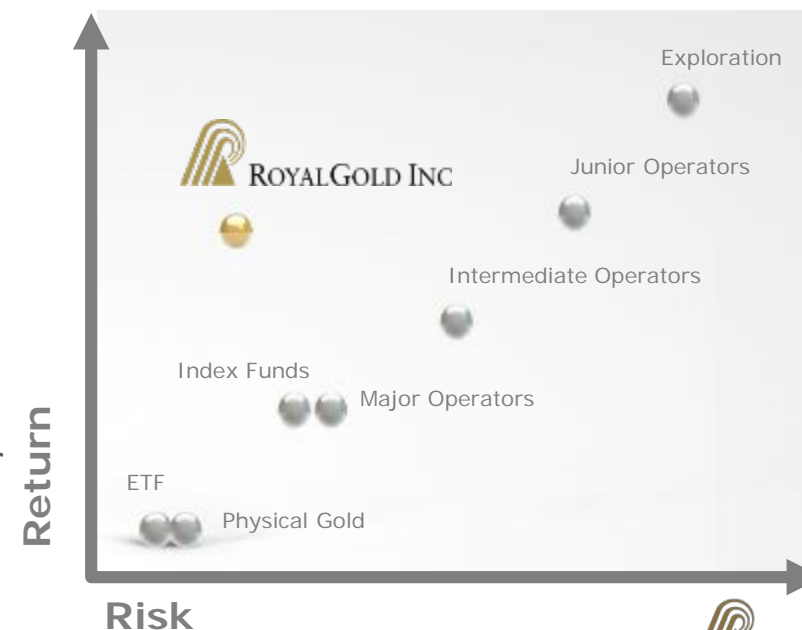 Exploration
ROYALGOLD INC
Junior Operators
Intermediate Operators
Index Funds
Major Operators
ETF
Physical Gold
Return
Risk